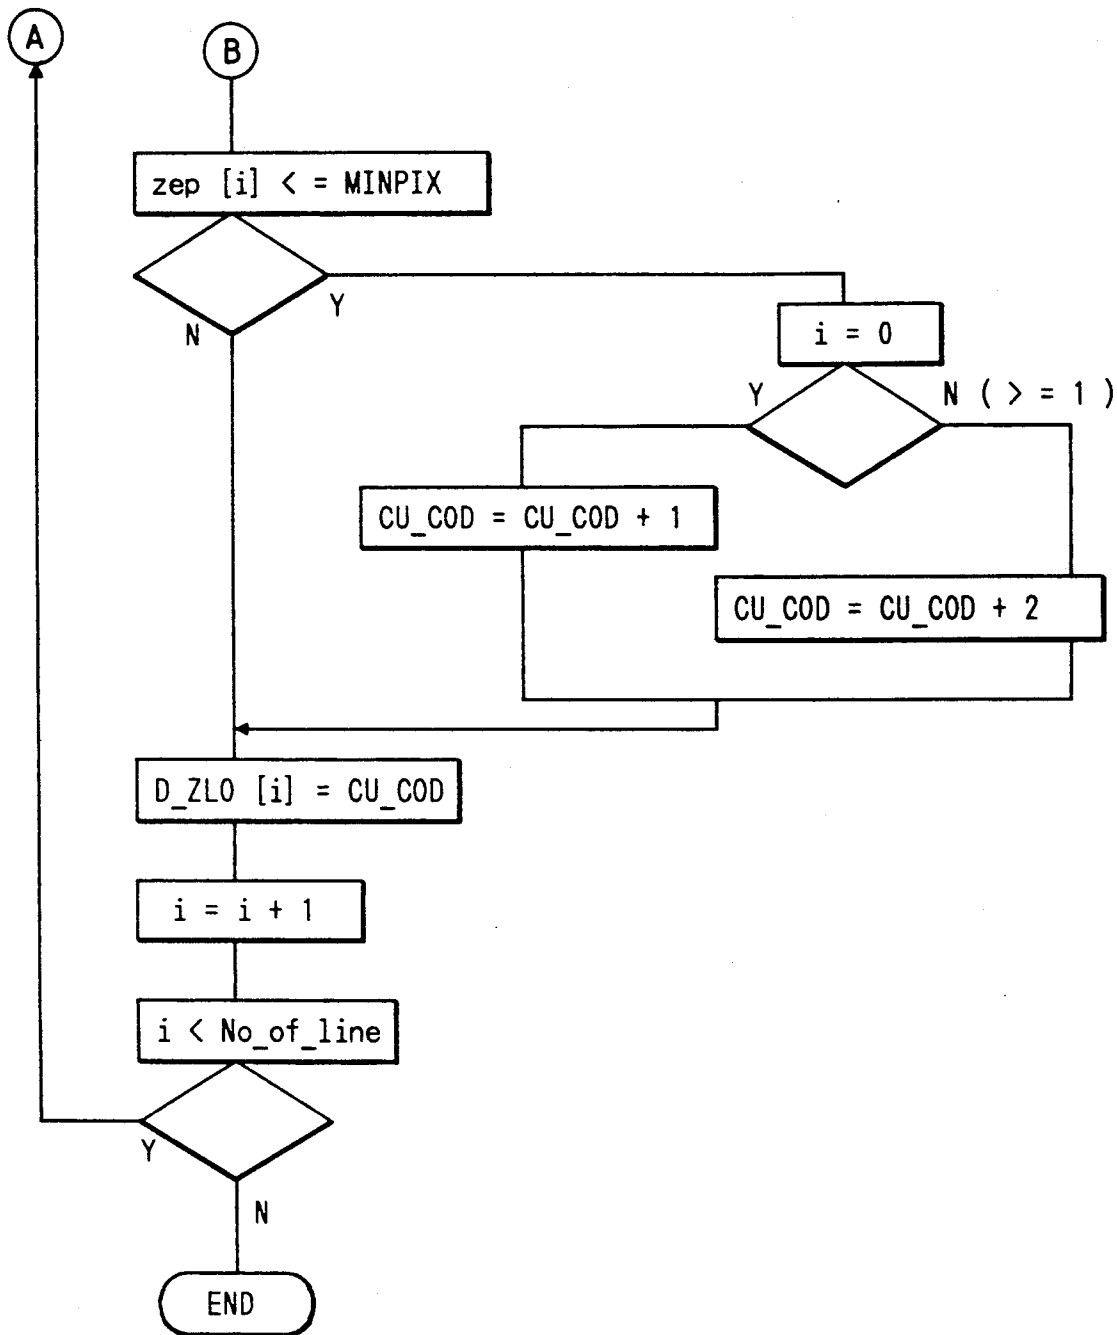 A
B
zep [i] < = MINPIX
Y
N
i = 0
Y
N ( > = 1 )
CU_COD = CU_COD + 1
CU_COD = CU_COD + 2
D_ZLO [i] = CU_COD
i = i + 1
i < No_of_line
Y
N
END